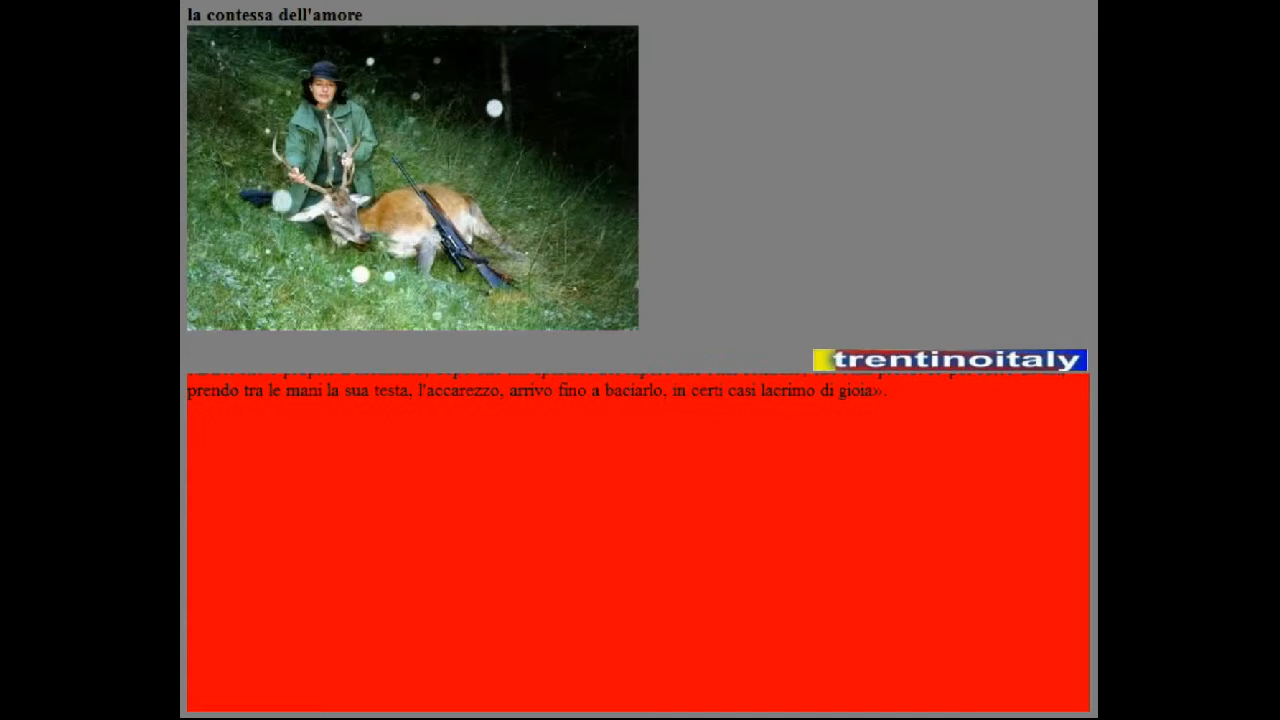 la contessa dell'amore
trentinoitaly
prendo tra le mani la sua testa, l'accarezzo, arrivo fino a baciarlo, in certi casi lacrimo di gioia».